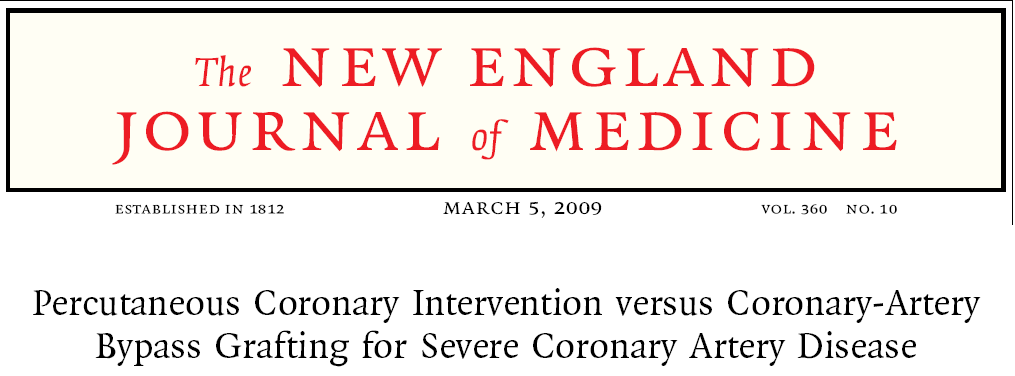 The NEW ENGLAND
JOURNAL of MEDICINE
ESTABLISHED IN 1812 MARCH 5, 2009 VOL. 360 NO. 10
Percutaneous Coronary Intervention versus Coronary-Artery
Bypass Grafting for Severe Coronary Artery Disease